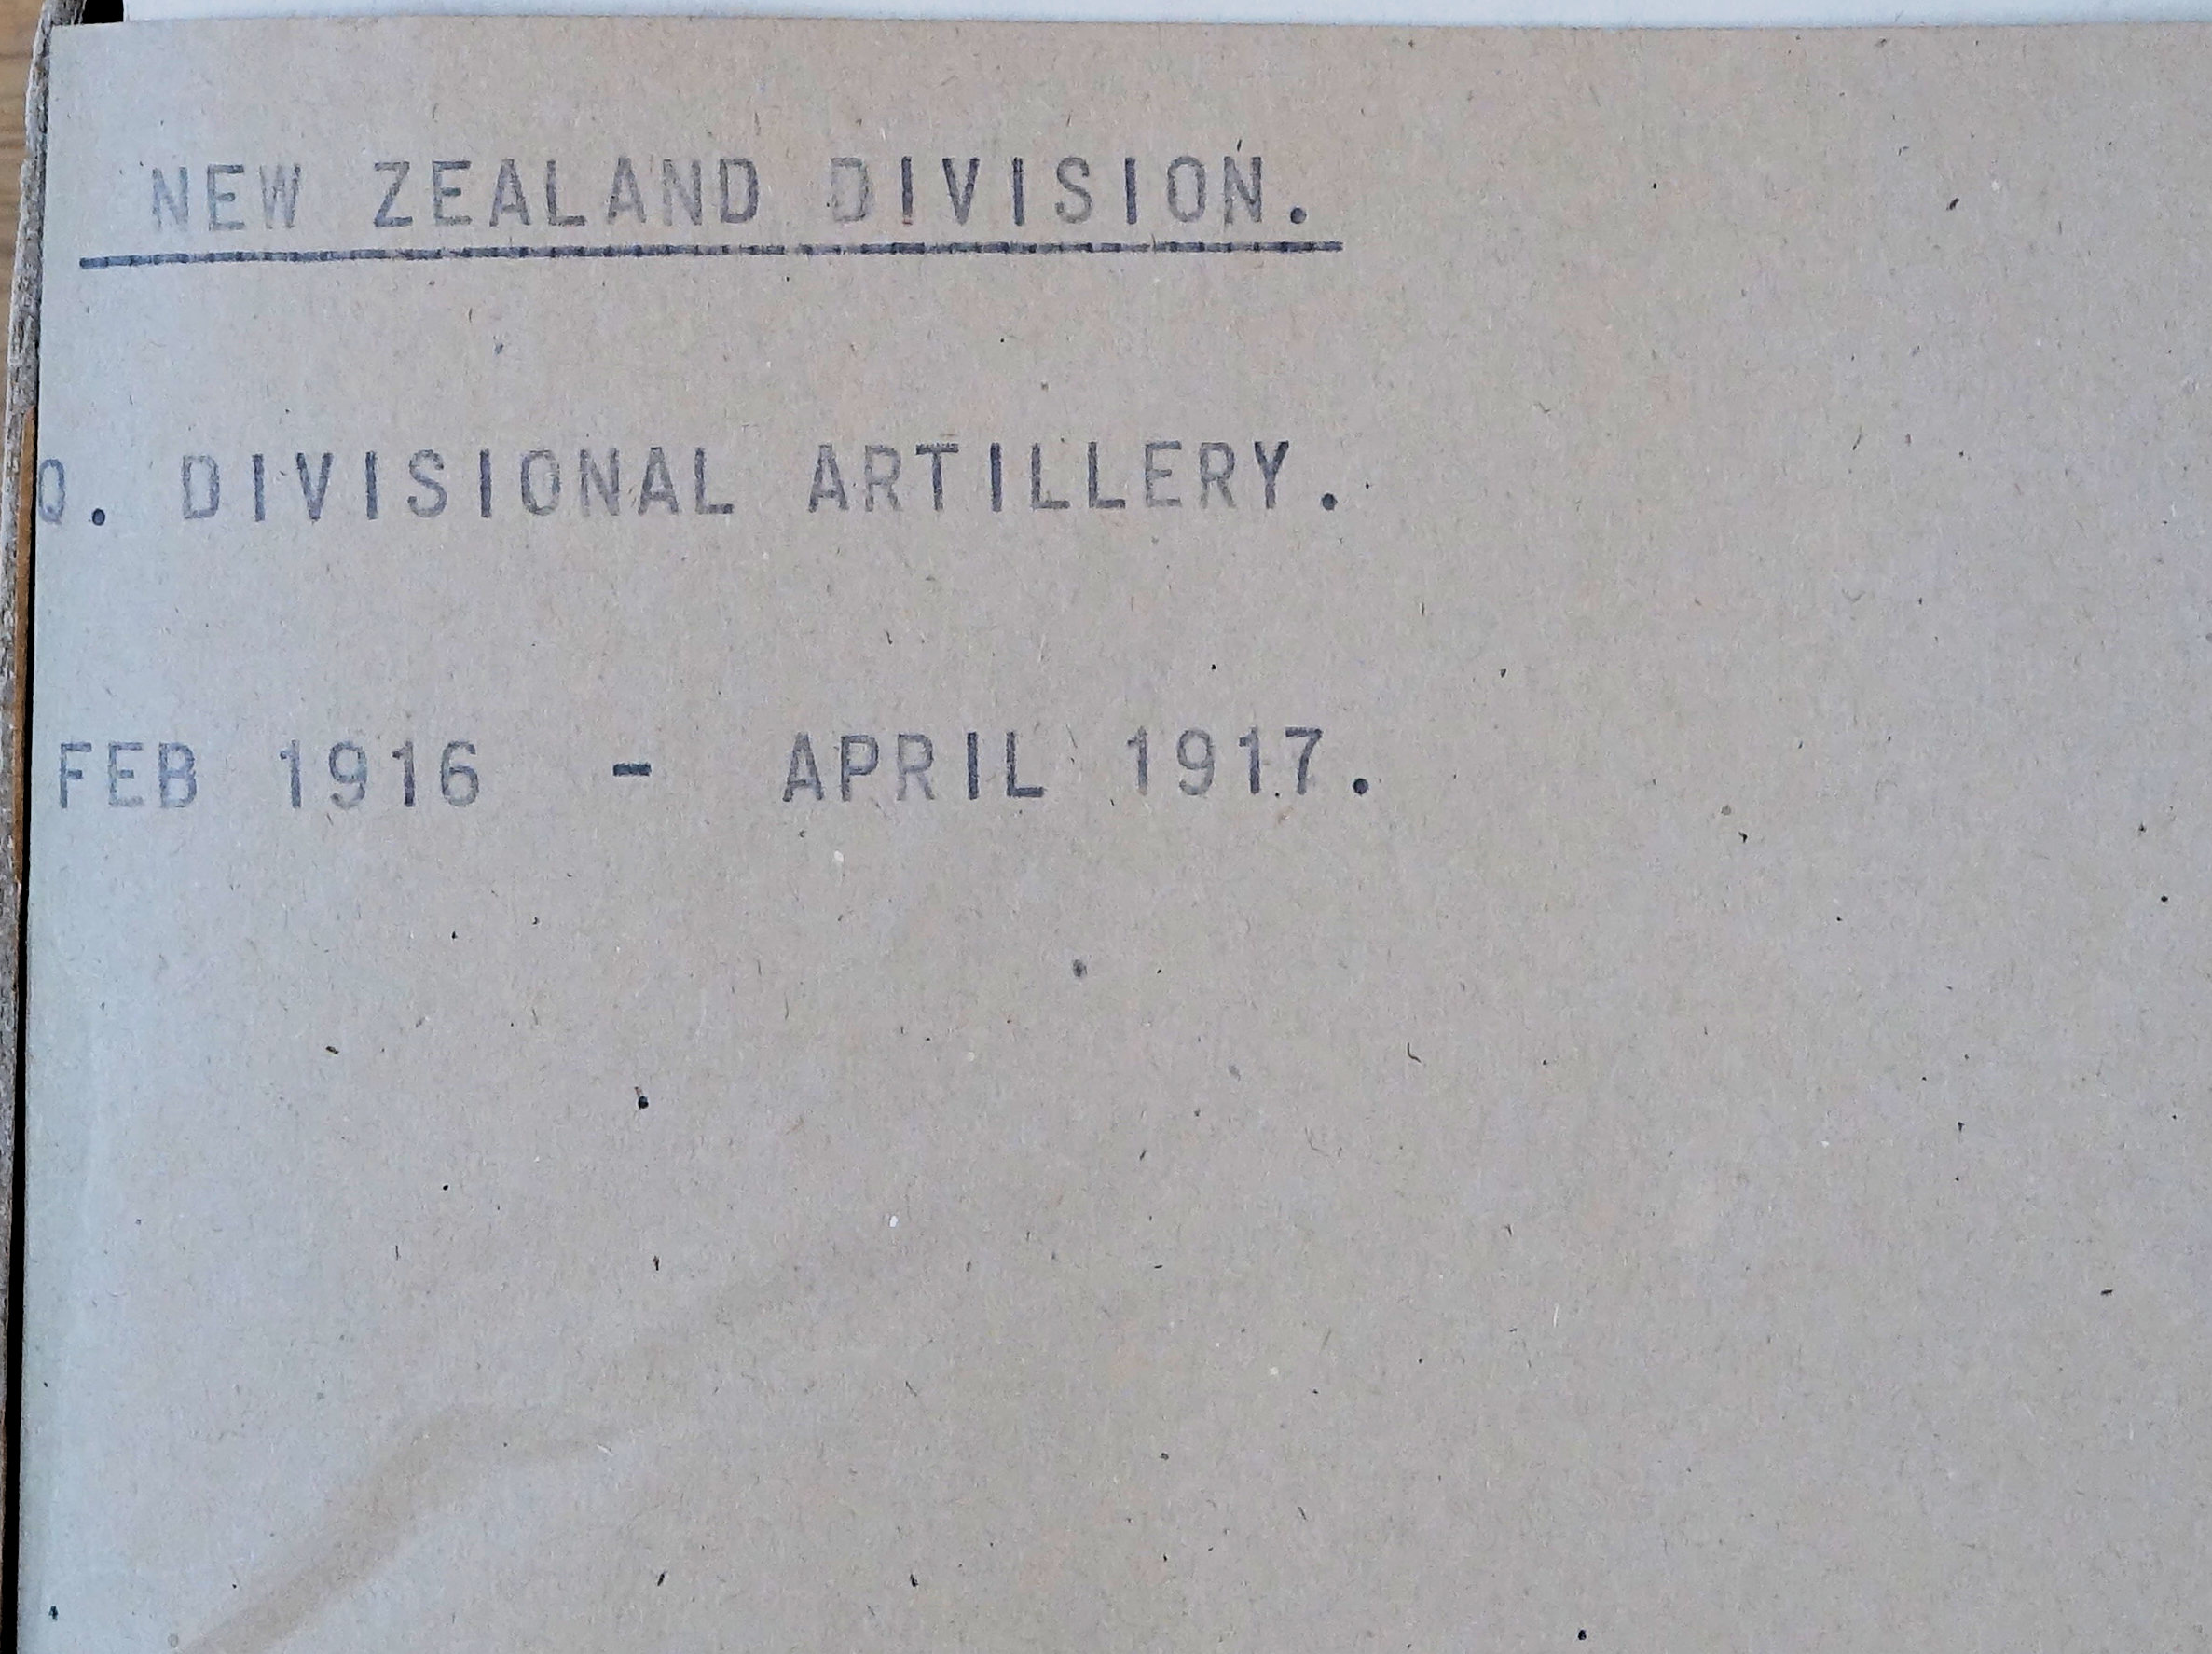 NEW ZEALAND DIVISION.
Q. DIVISIONAL ARTILLERY.
FEB 1916 - APRIL 1917.